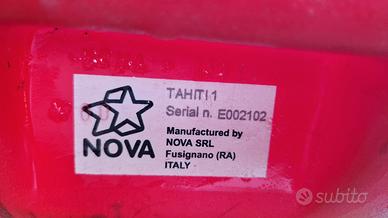 TAHITI 1
Serial n. E002102
Manufactured by
NOVA SRL
Fusignano (RA)
ITALY
NOVA
subito